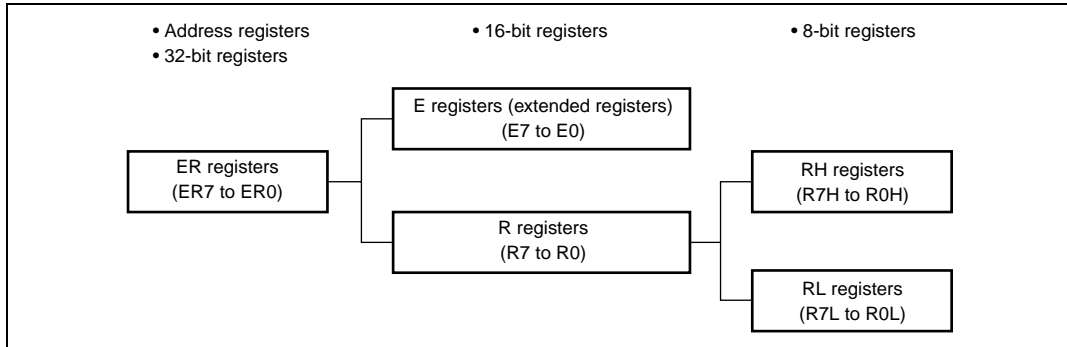 • Address registers
• 32-bit registers
• 16-bit registers
• 8-bit registers
E registers (extended registers)
(E7 to E0)
ER registers
(ER7 to ER0)
RH registers
(R7H to R0H)
R registers
(R7 to R0)
RL registers
(R7L to R0L)